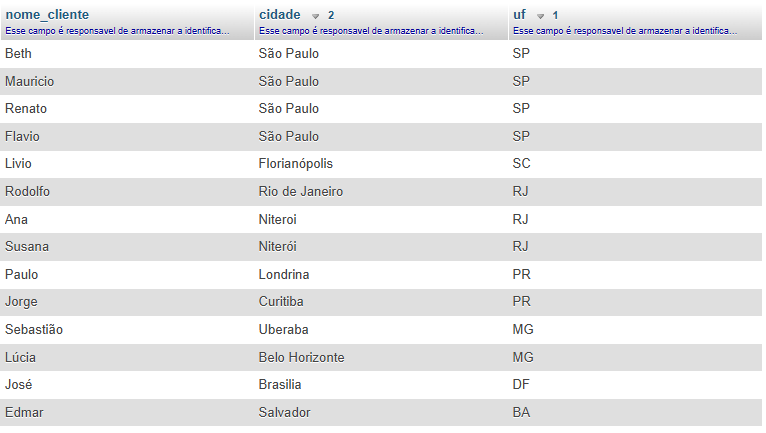 nome_cliente cidade 2 uf 1
Esse campo é responsavel de armazenar a identifica... Esse campo é responsavel de armazenar a identifica... Esse campo é responsavel de armazenar a identifica...
Beth São Paulo SP
Mauricio São Paulo SP
Renato São Paulo SP
Flavio São Paulo SP
Livio Florianópolis SC
Rodolfo Rio de Janeiro RJ
Ana Niteroi RJ
Susana Niterói RJ
Paulo Londrina PR
Jorge Curitiba PR
Sebastião Uberaba MG
Lúcia Belo Horizonte MG
José Brasilia DF
Edmar Salvador BA